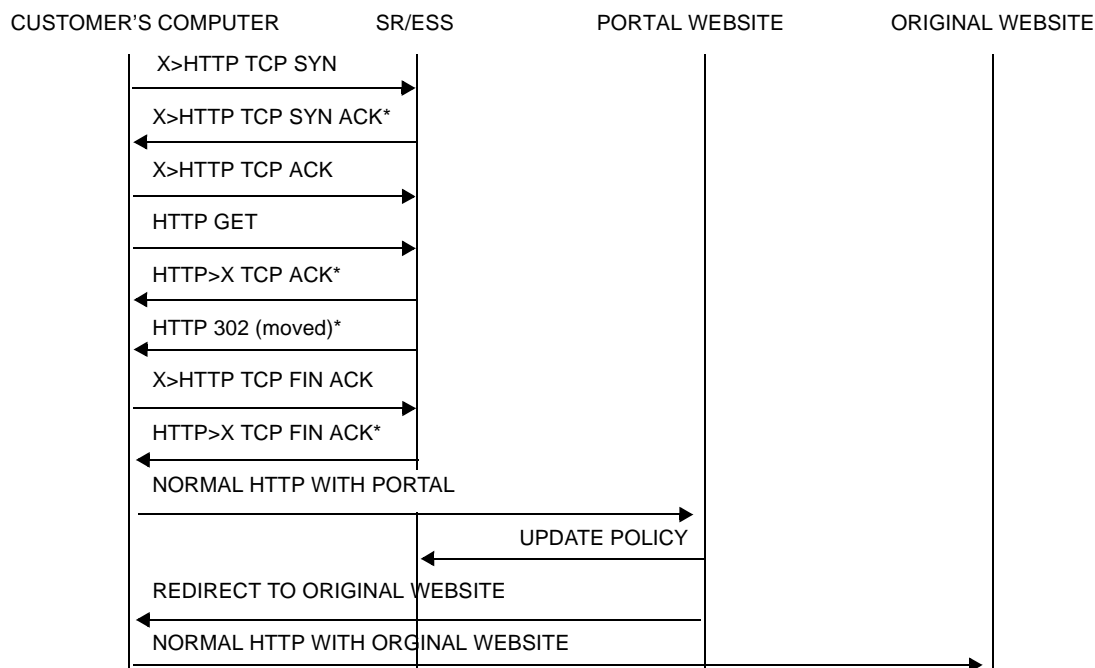 CUSTOMER'S COMPUTER SR/ESS PORTAL WEBSITE ORIGINAL WEBSITE
X>HTTP TCP SYN
X>HTTP TCP SYN ACK*
X>HTTP TCP ACK
HTTP GET
HTTP>X TCP ACK*
HTTP 302 (moved)*
X>HTTP TCP FIN ACK
HTTP>X TCP FIN ACK*
NORMAL HTTP WITH PORTAL
UPDATE POLICY
REDIRECT TO ORIGINAL WEBSITE
NORMAL HTTP WITH ORGINAL WEBSITE